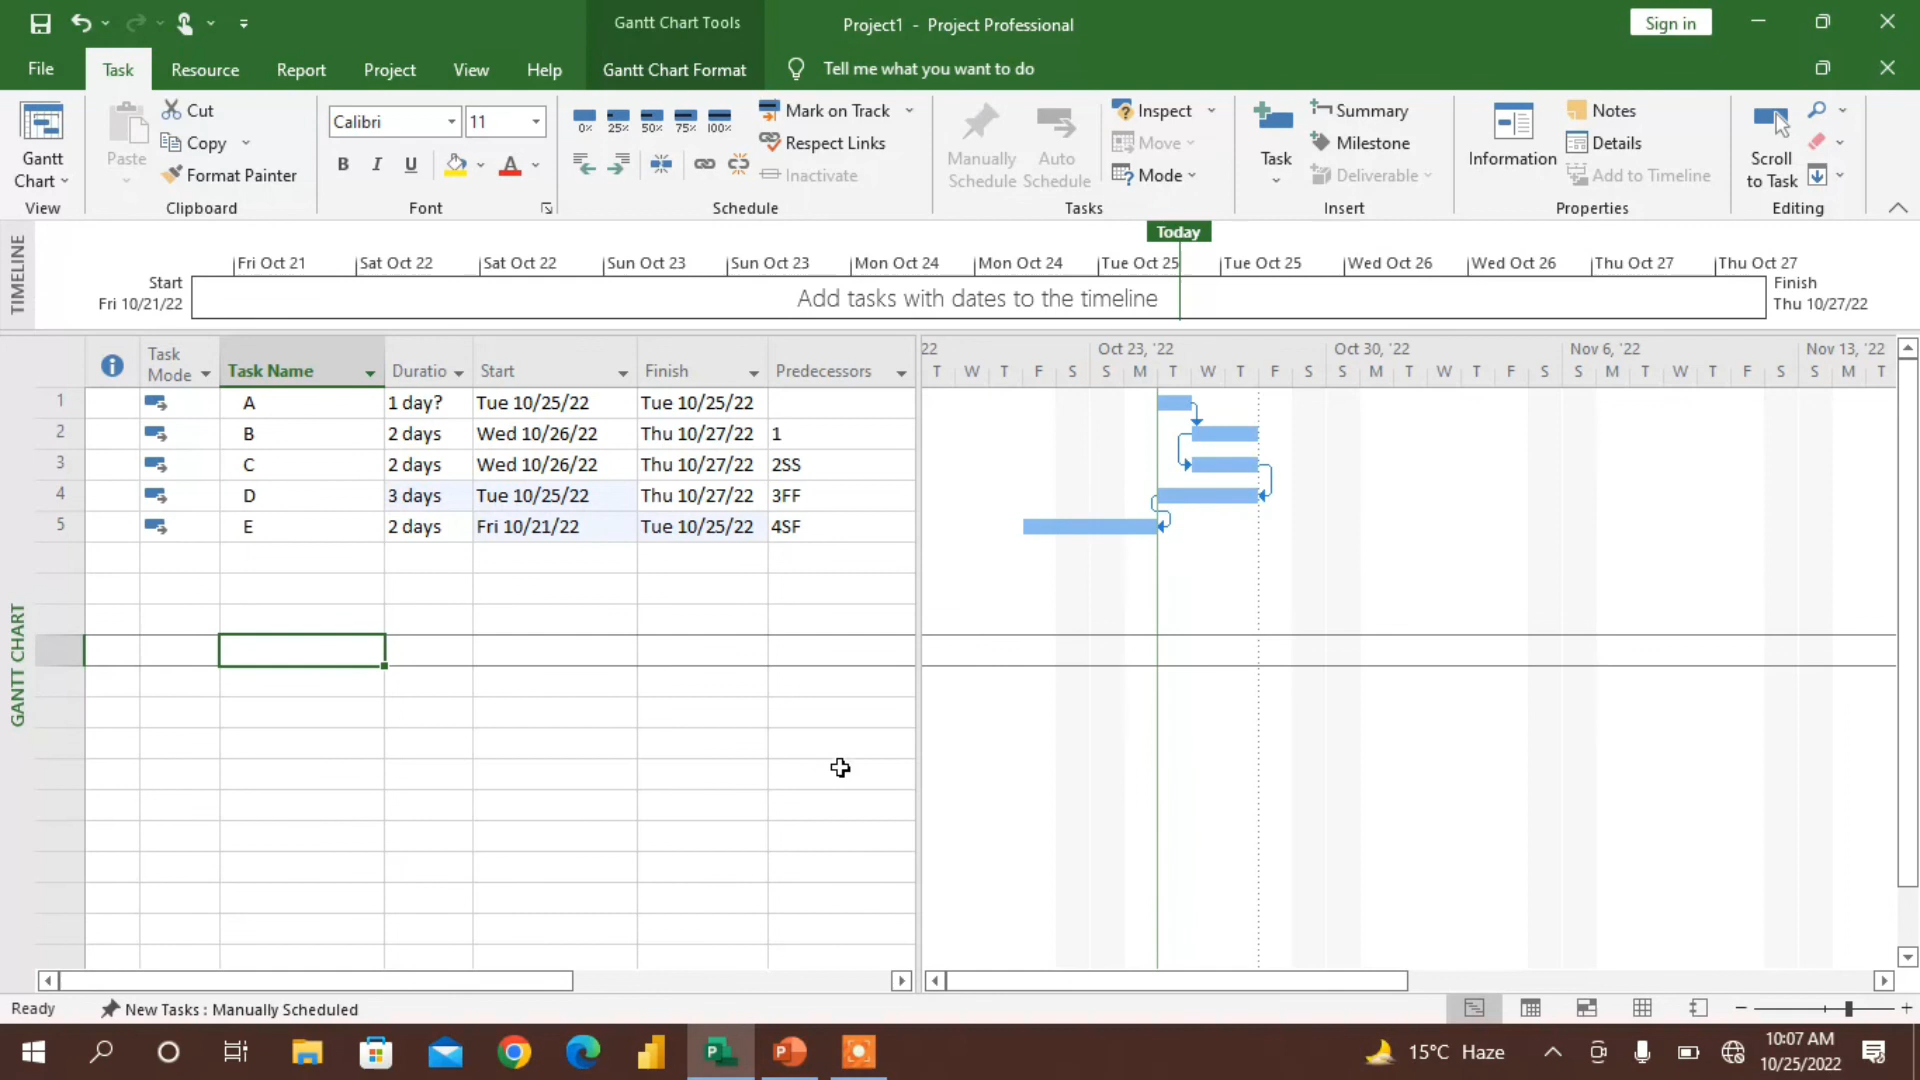 Gantt Chart Tools
Project1 - Project Professional
Sign in
File Task Resource Report Project View Help Gantt Chart Format Tell me what you want to do
Gantt Chart
View
Paste
Cut
Copy
Format Painter
Clipboard
Calibri 11
B I U A
Font
0% 25% 50% 75% 100%
Mark on Track
Respect Links
Inactivate
Schedule
Manually Schedule
Auto Schedule
Inspect
Move
Mode
Tasks
Task
Summary
Milestone
Deliverable
Insert
Information
Notes
Details
Add to Timeline
Properties
Scroll to Task
Editing
TIMELINE
Today
Fri Oct 21 Sat Oct 22 Sat Oct 22 Sun Oct 23 Sun Oct 23 Mon Oct 24 Mon Oct 24 Tue Oct 25 Tue Oct 25 Wed Oct 26 Wed Oct 26 Thu Oct 27 Thu Oct 27
Start
Fri 10/21/22
Add tasks with dates to the timeline
Finish
Thu 10/27/22
GANTT CHART
Task Mode Task Name Duratio Start Finish Predecessors
1 A 1 day? Tue 10/25/22 Tue 10/25/22
2 B 2 days Wed 10/26/22 Thu 10/27/22 1
3 C 2 days Wed 10/26/22 Thu 10/27/22 2SS
4 D 3 days Tue 10/25/22 Thu 10/27/22 3FF
5 E 2 days Fri 10/21/22 Tue 10/25/22 4SF
22 Oct 23, '22 Oct 30, '22 Nov 6, '22 Nov 13, '22
T W T F S S M T W T F S S M T W T F S S M T W T F S S M T
Ready New Tasks : Manually Scheduled
15°C Haze
10:07 AM
10/25/2022